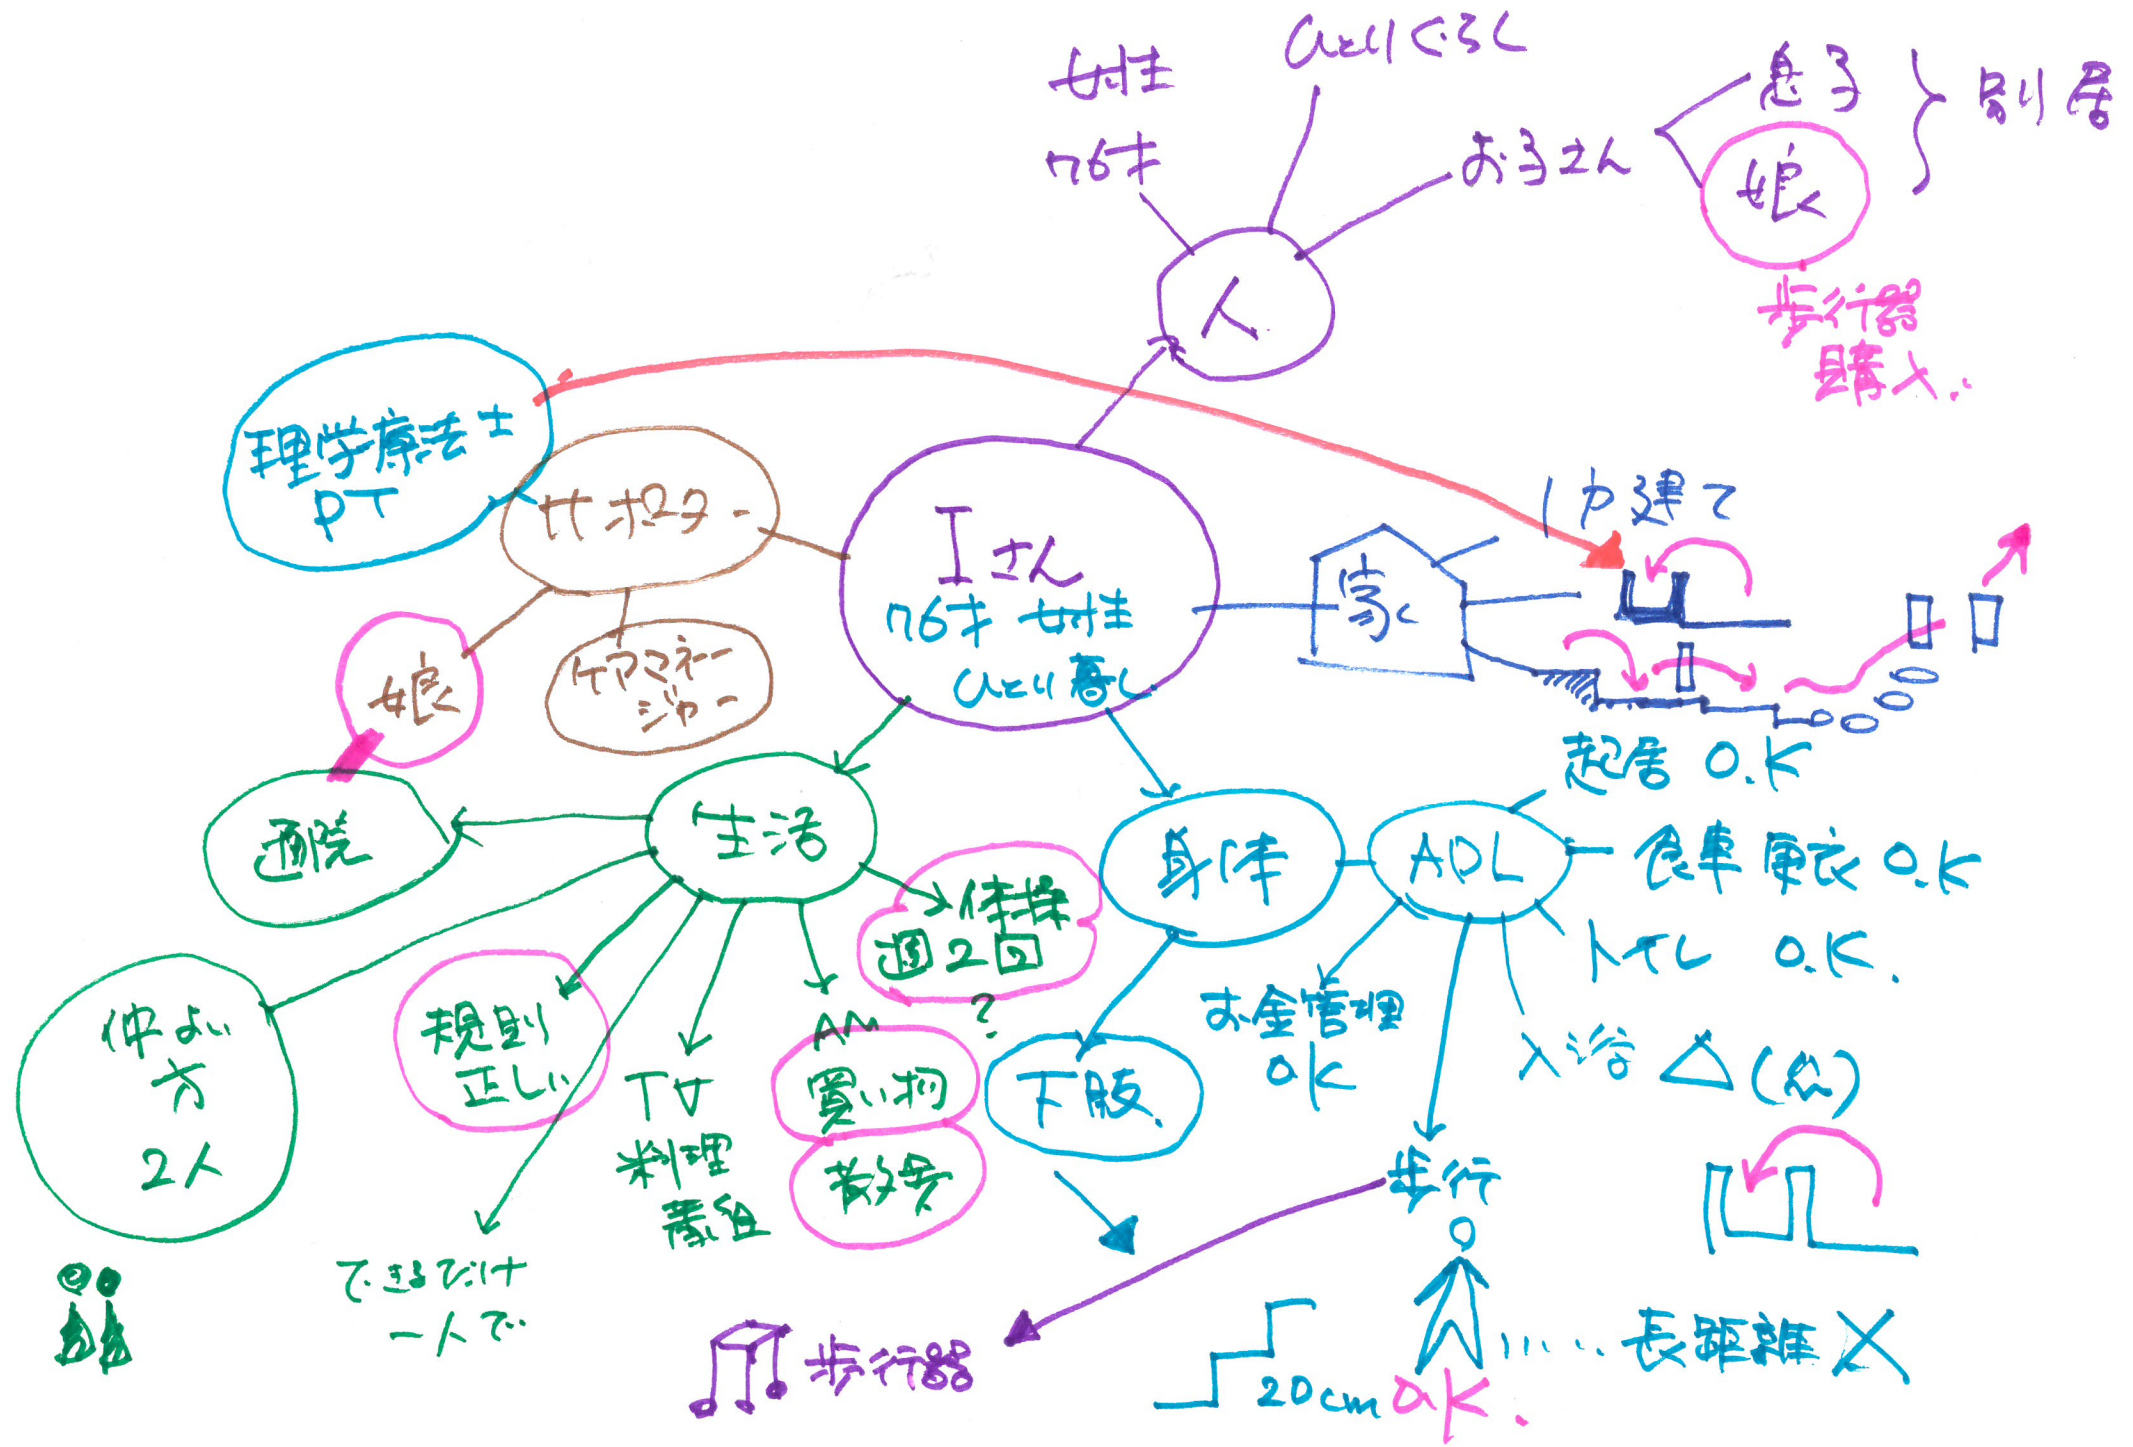 女性
76才
ひとりぐらし
お子さん
息子
娘
別居
歩行器
購入
人
理学療法士
PT
サポーター
娘
ケアマネー
ジャー
Iさん
76才 女性
ひとり暮し
家
1戸建て
通院
生活
体操
週2回
?
仲よい
方
2人
規則
正しい
できるだけ
一人で
TV
料理
番組
AM
買い物
散歩
身体
下肢
ADL
起居 O.K
食事 更衣 O.K
トイレ O.K.
入浴 △
お金管理
OK
歩行
歩行器
20cm O.K.
長距離 ×